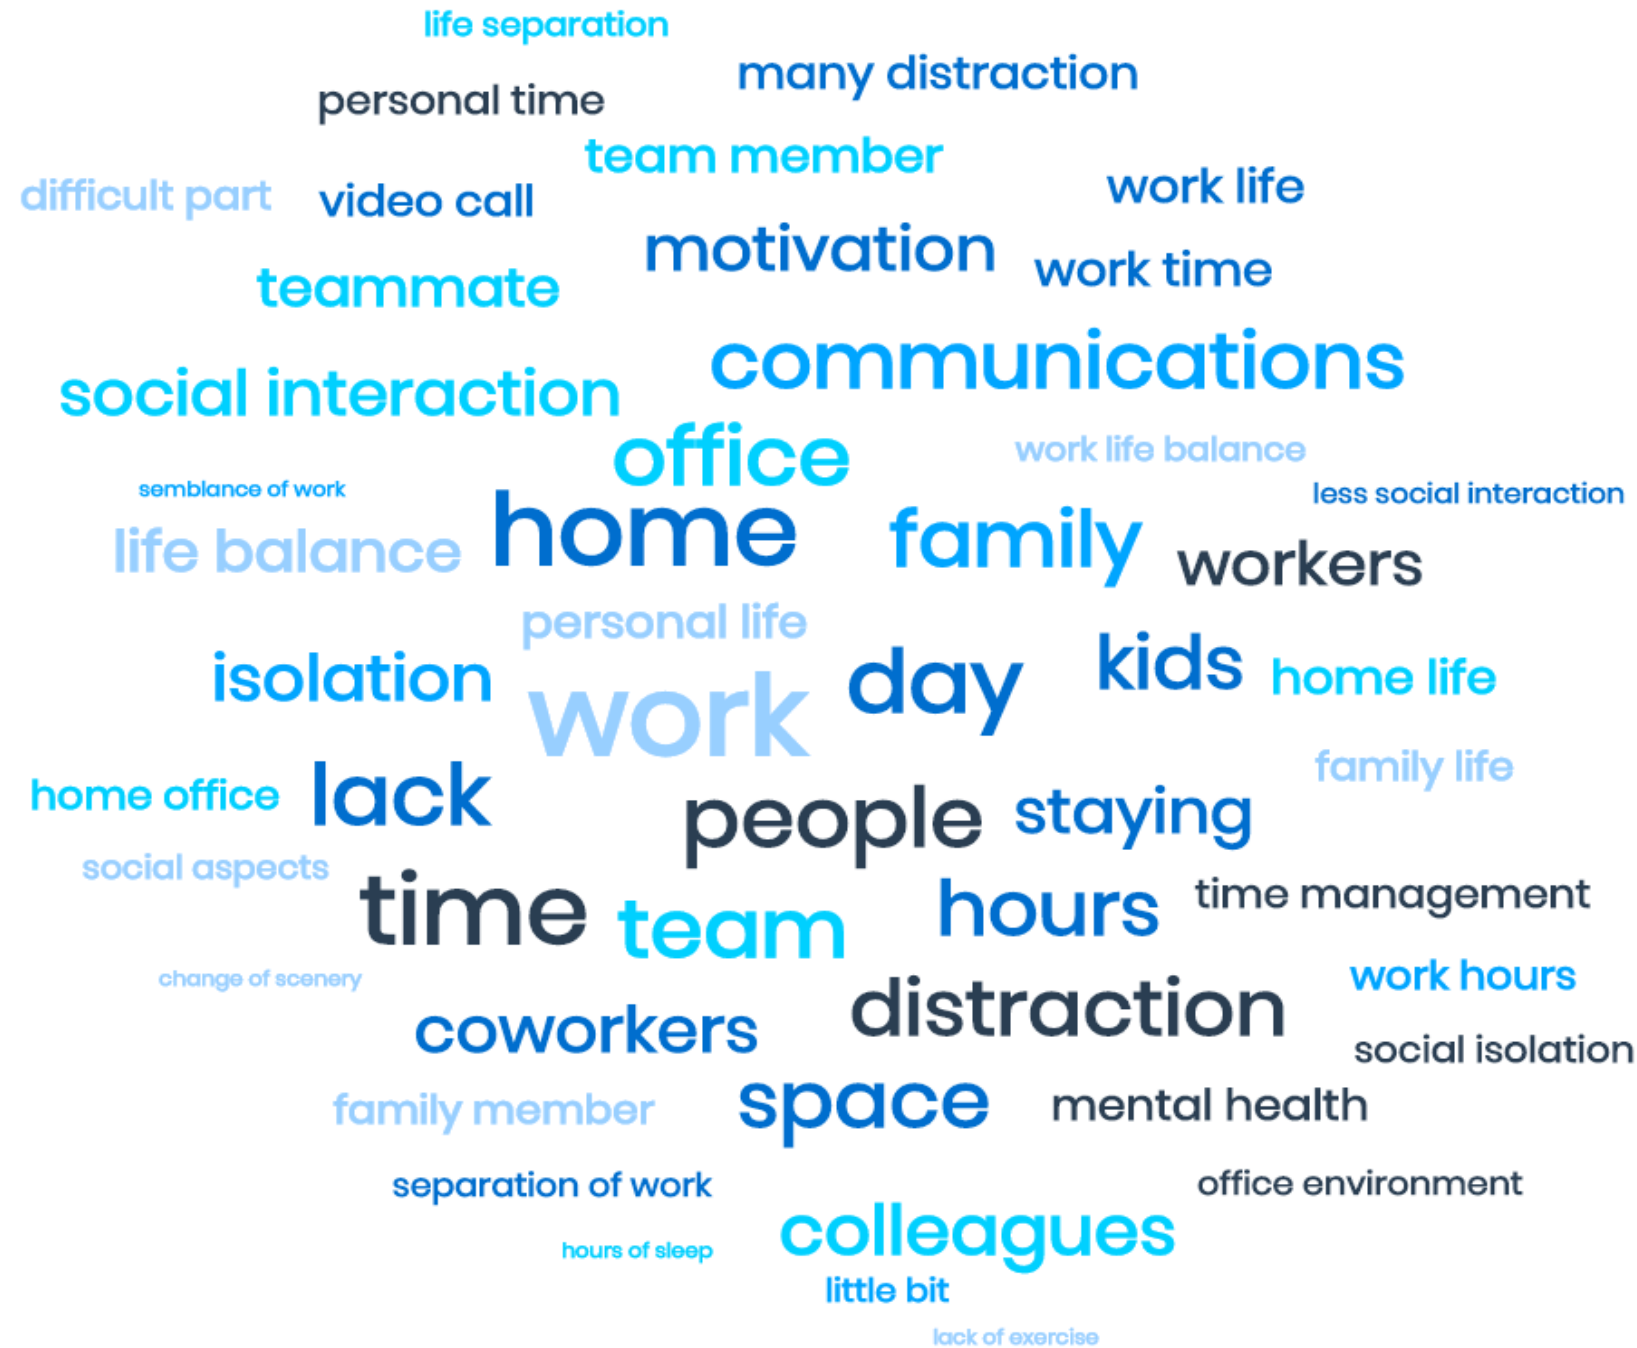 life separation
many distraction
personal time
team member
work life
difficult part
video call
motivation
work time
teammate
communications
social interaction
office
work life balance
semblance of work
less social interaction
home
family
life balance
workers
personal life
kids
isolation
day
home life
work
family life
home office
lack
people
staying
social aspects
time
team
hours
time management
change of scenery
work hours
distraction
coworkers
social isolation
family member
space
mental health
separation of work
office environment
colleagues
hours of sleep
little bit
lack of exercise